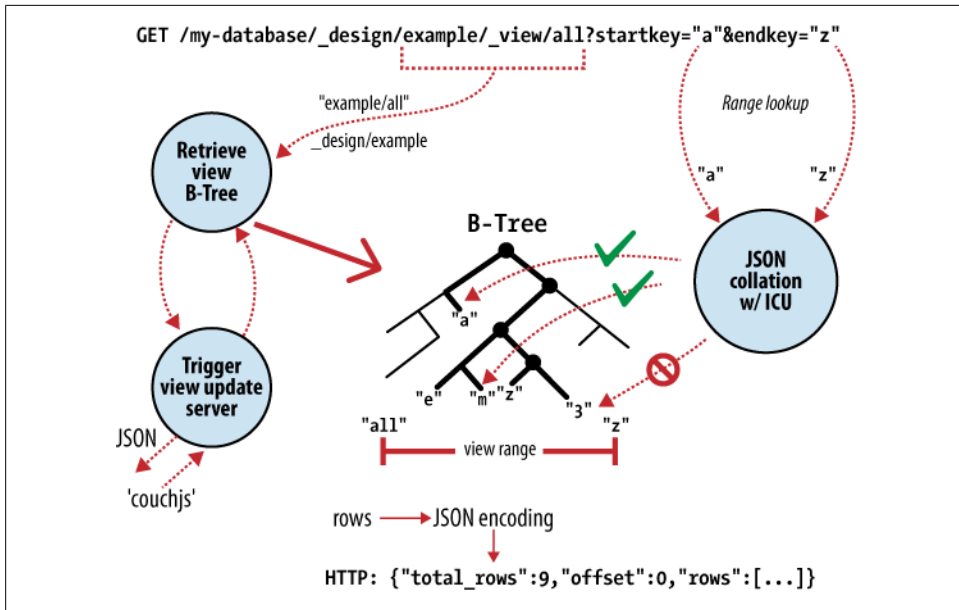 GET /my-database/_design/example/_view/all?startkey="a"&endkey="z"
"example/all"
_design/example
Range lookup
Retrieve
view
B-Tree
"a"
"z"
B-Tree
JSON
collation
w/ ICU
"a"
Trigger
view update
server
"e"
"m"
"z"
"3"
"all"
"z"
view range
JSON
'couchjs'
rows
JSON encoding
HTTP: {"total_rows":9,"offset":0,"rows":[...]}